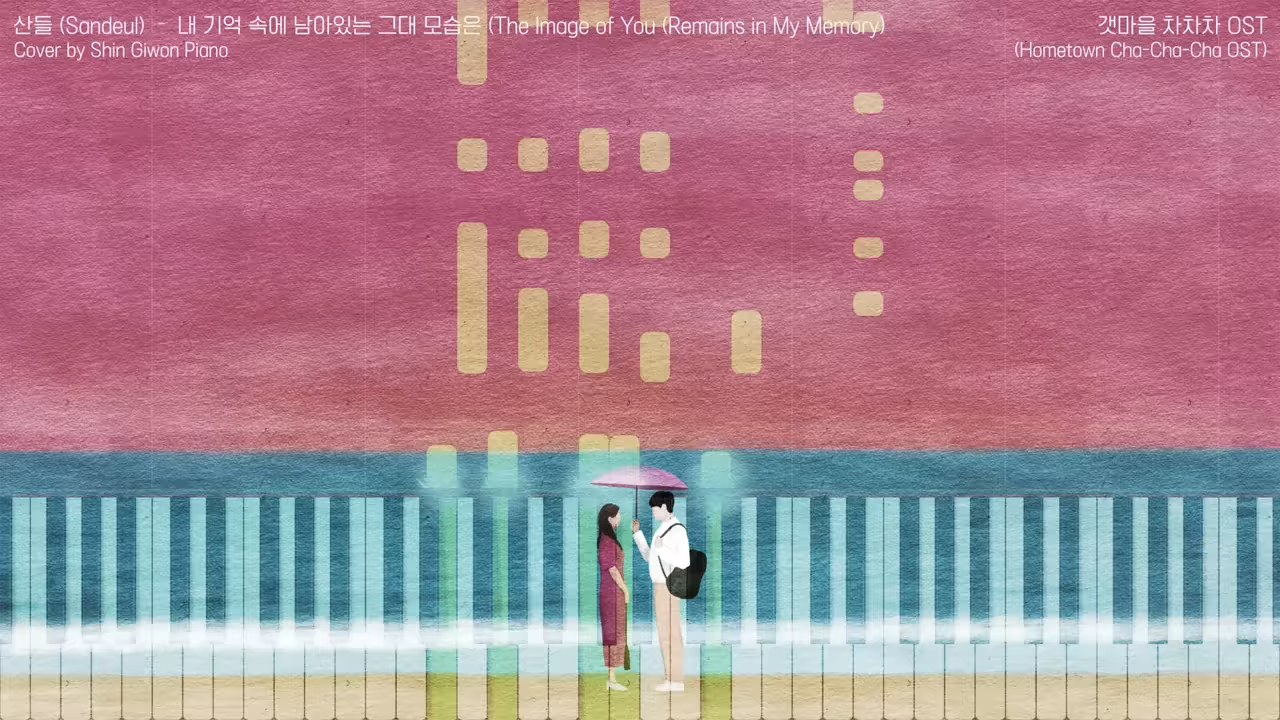 산들 (Sandeul) - 내 기억 속에 남아있는 그대 모습은 (The Image of You (Remains in My Memory)
Cover by Shin Giwon Piano
갯마을 차차차 OST
(Hometown Cha-Cha-Cha OST)